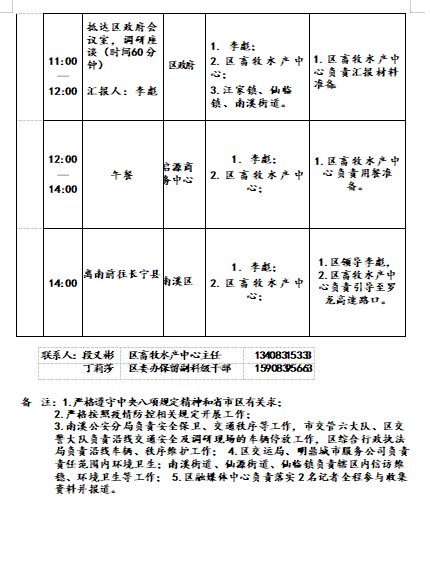 11:00
—
12:00
抵达区政府会
议室，调研座
谈（时间60分
钟）
汇报人：李彪
区政府
1. 李彪；
2.区畜牧水产中
心；
3.汪家镇、仙临
镇、南溪街道。
1.区畜牧水产中
心负责汇报材料
准备。
12:00
—
14:00
午餐
启源商
务中心
1. 李彪；
2.区畜牧水产中
心；
1.区畜牧水产中
心负责用餐准
备。
14:00
离南前往长宁县
南溪区
1. 李彪；
2.区畜牧水产中
心；
1.区领导李彪，
2.区畜牧水产中
心负责引导至罗
龙高速路口。
联系人：段义彬 区畜牧水产中心主任 13408315333
丁莉莎 区委办保留副科级干部 15908395663
备 注：1.严格遵守中央八项规定精神和省市区有关求；
2.严格按照疫情防控相关规定开展工作；
3.南溪公安分局负责安全保卫、交通秩序等工作，市交管六大队、区交
警大队负责沿线交通安全及调研现场的车辆停放工作，区综合行政执法
局负责沿线车辆、秩序维护工作； 4.区交运局、明盎城市服务公司负责
责任范围内环境卫生；南溪街道、仙源街道、仙临镇负责辖区内信访维
稳、环境卫生等工作； 5.区融媒体中心负责落实2名记者全程参与收集
资料并报道。